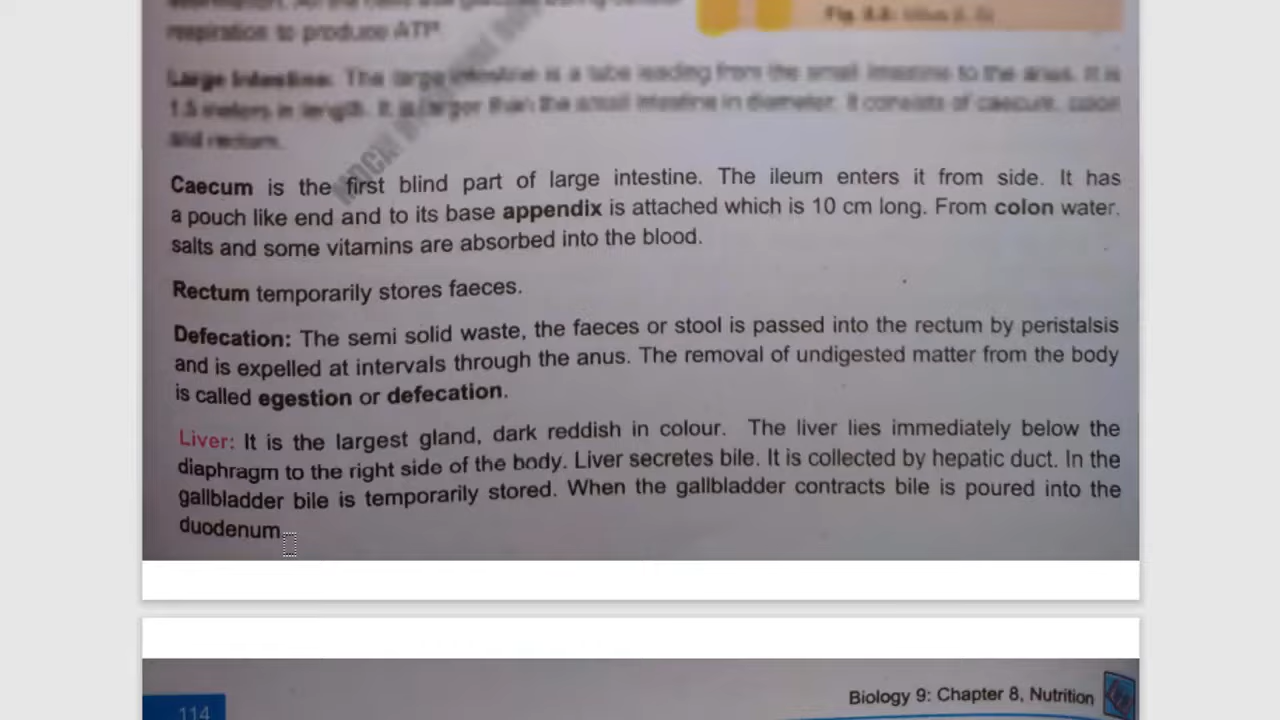 respiration to produce ATP
Large Intestine: The large intestine is a tube leading from the small intestine to the anus. It is
1.5 meters in length. It is larger than the small intestine in diameter. It consists of caecum, colon
and rectum.
Caecum is the first blind part of large intestine. The ileum enters it from side. It has
a pouch like end and to its base appendix is attached which is 10 cm long. From colon water,
salts and some vitamins are absorbed into the blood.
Rectum temporarily stores faeces.
Defecation: The semi solid waste, the faeces or stool is passed into the rectum by peristalsis
and is expelled at intervals through the anus. The removal of undigested matter from the body
is called egestion or defecation.
Liver: It is the largest gland, dark reddish in colour. The liver lies immediately below the
diaphragm to the right side of the body. Liver secretes bile. It is collected by hepatic duct. In the
gallbladder bile is temporarily stored. When the gallbladder contracts bile is poured into the
duodenum
Biology 9: Chapter 8, Nutrition
114